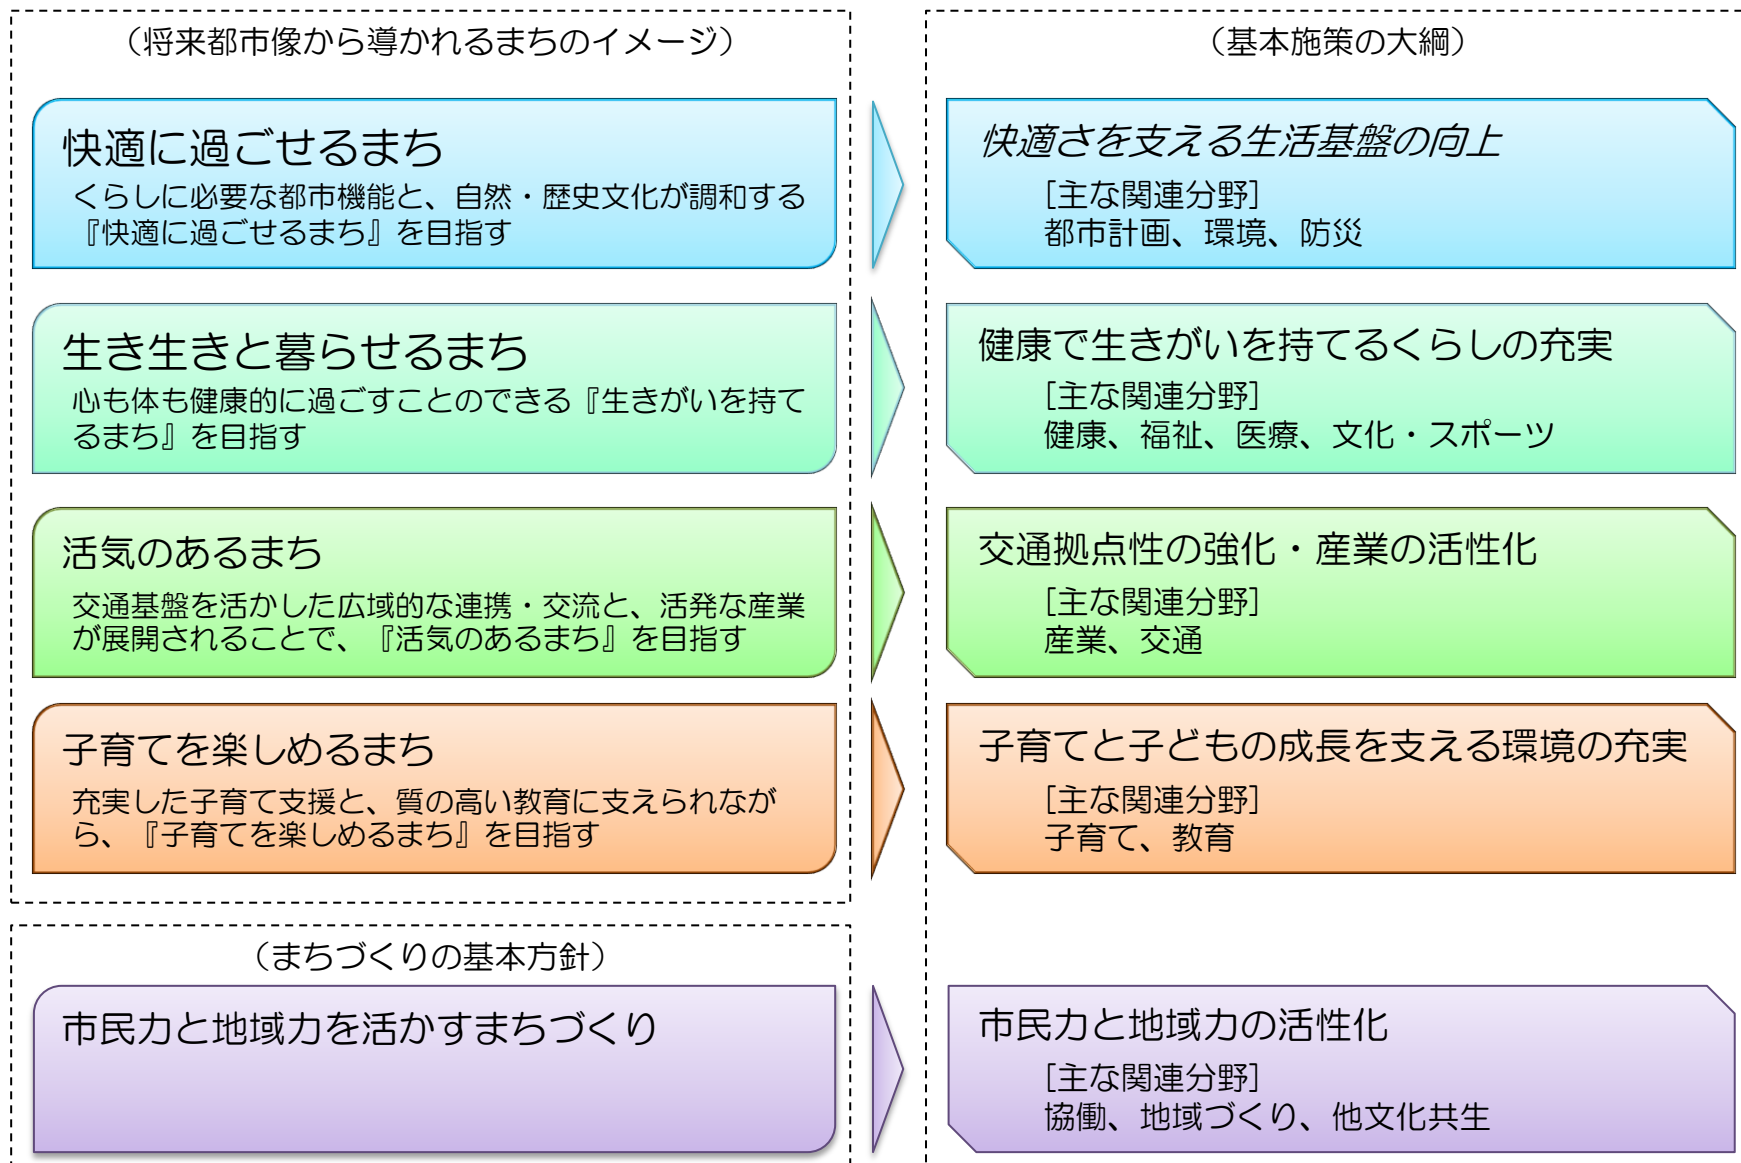 （将来都市像から導かれるまちのイメージ）
快適に過ごせるまち
くらしに必要な都市機能と、自然・歴史文化が調和する
『快適に過ごせるまち』を目指す
生き生きと暮らせるまち
心も体も健康的に過ごすことのできる『生きがいを持て
るまち』を目指す
活気のあるまち
交通基盤を活かした広域的な連携・交流と、活発な産業
が展開されることで、『活気のあるまち』を目指す
子育てを楽しめるまち
充実した子育て支援と、質の高い教育に支えられなが
ら、『子育てを楽しめるまち』を目指す
（まちづくりの基本方針）
市民力と地域力を活かすまちづくり
（基本施策の大綱）
快適さを支える生活基盤の向上
[主な関連分野]
都市計画、環境、防災
健康で生きがいを持てるくらしの充実
[主な関連分野]
健康、福祉、医療、文化・スポーツ
交通拠点性の強化・産業の活性化
[主な関連分野]
産業、交通
子育てと子どもの成長を支える環境の充実
[主な関連分野]
子育て、教育
市民力と地域力の活性化
[主な関連分野]
協働、地域づくり、他文化共生